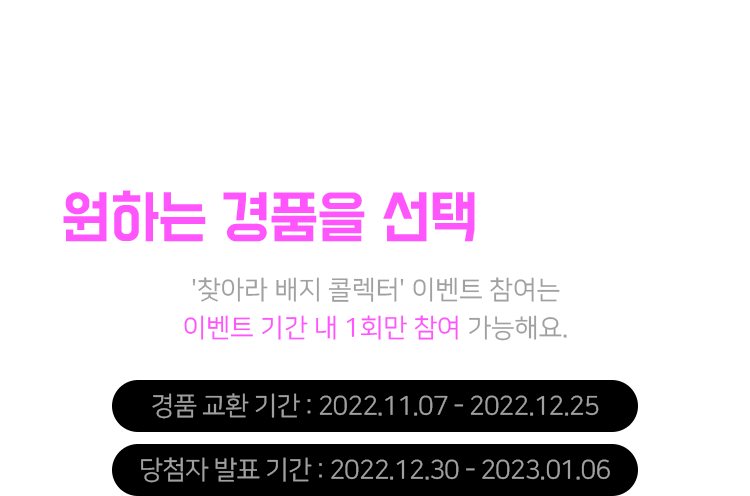 원하는 경품을 선택
'찾아라 배지 콜렉터' 이벤트 참여는
이벤트 기간 내 1회만 참여 가능해요.
경품 교환 기간 : 2022.11.07 - 2022.12.25
당첨자 발표 기간 : 2022.12.30 - 2023.01.06